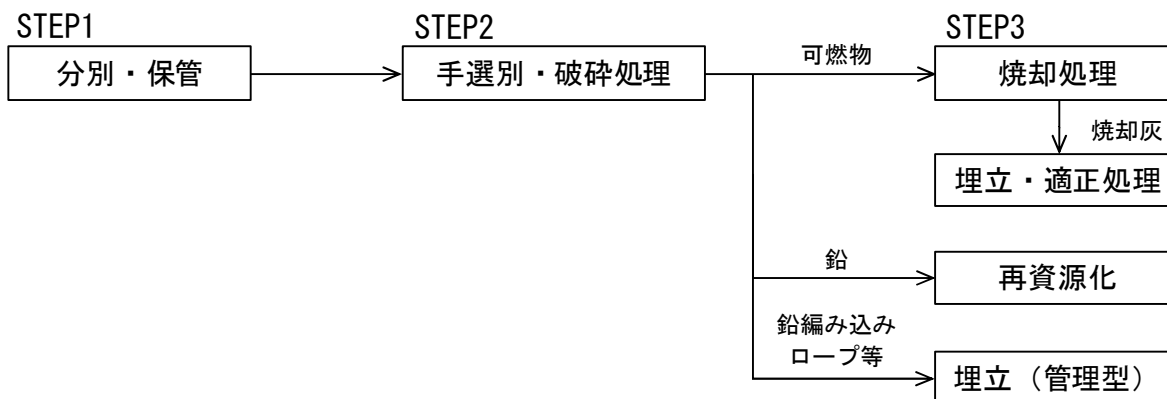 STEP1
分別・保管
STEP2
手選別・破砕処理
可燃物
STEP3
焼却処理
焼却灰
埋立・適正処理
鉛
再資源化
鉛編み込み
ロープ等
埋立（管理型）